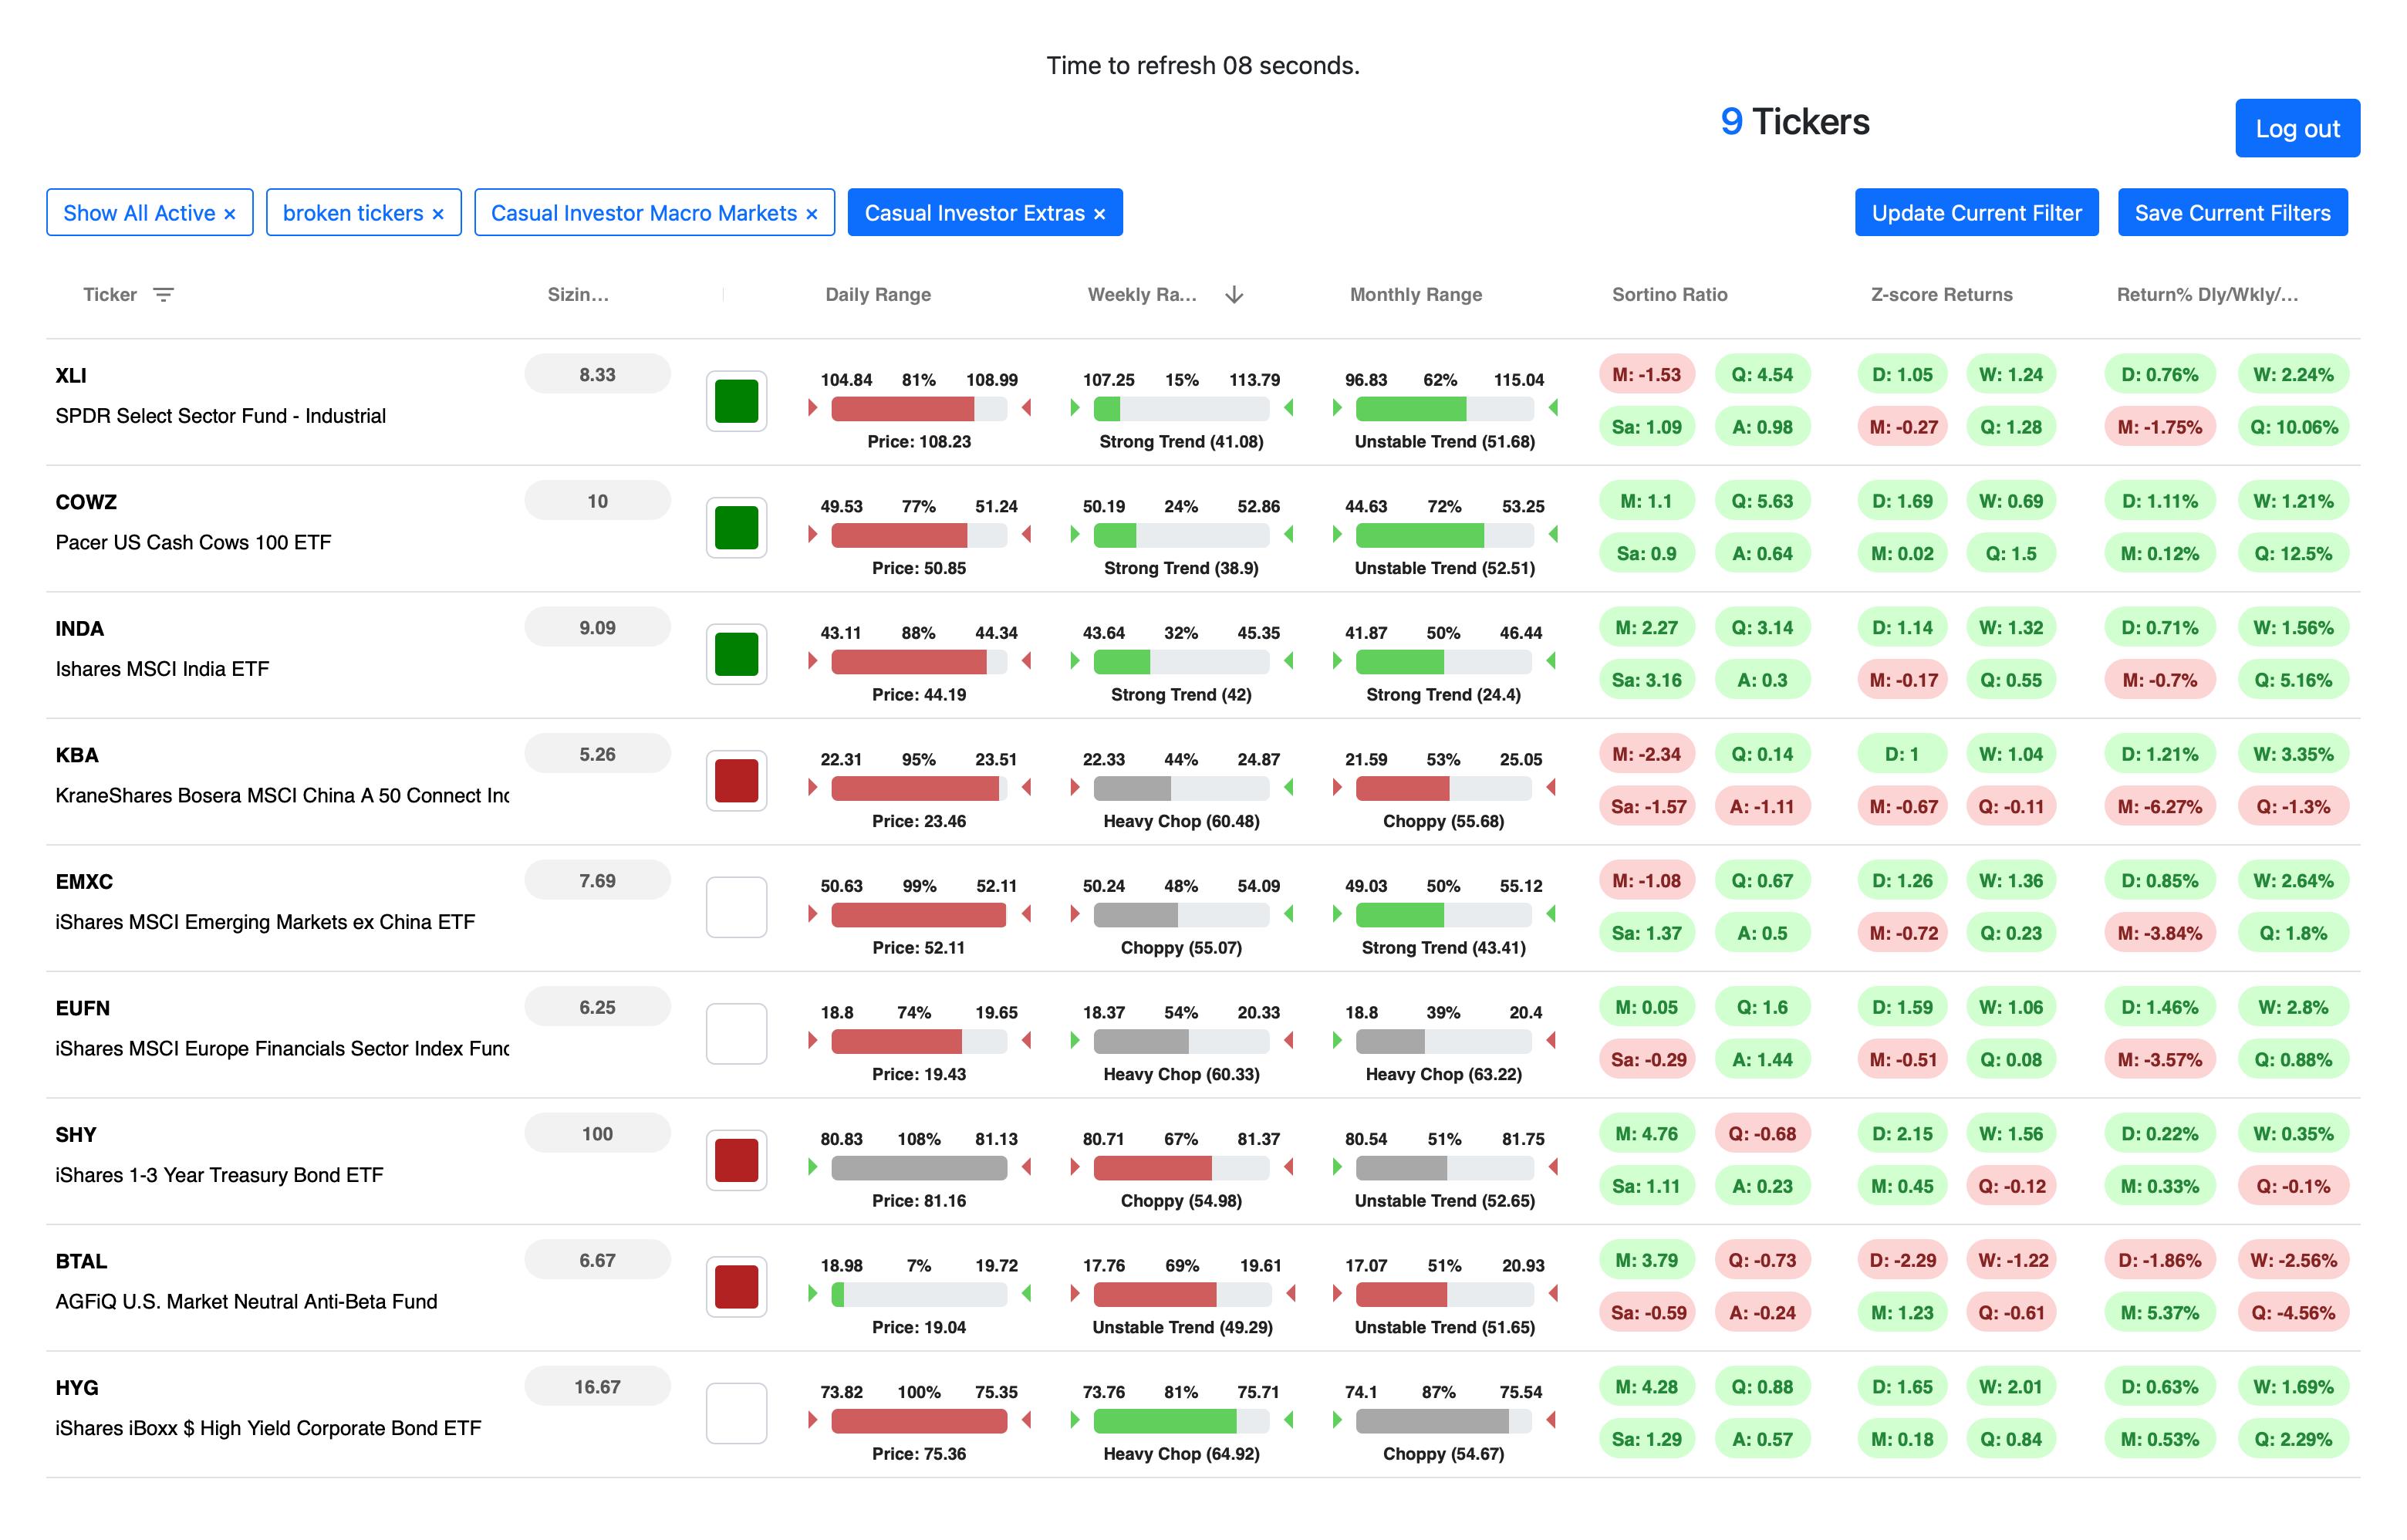 Time to refresh 08 seconds.
9 Tickers
Log out
Show All Active × broken tickers × Casual Investor Macro Markets × Casual Investor Extras × Update Current Filter Save Current Filters
Ticker Sizin... Daily Range Weekly Ra... Monthly Range Sortino Ratio Z-score Returns Return% Dly/Wkly/...
XLI 8.33 104.84 81% 108.99 107.25 15% 113.79 96.83 62% 115.04 M: -1.53 Q: 4.54 D: 1.05 W: 1.24 D: 0.76% W: 2.24%
SPDR Select Sector Fund - Industrial Sa: 1.09 A: 0.98 M: -0.27 Q: 1.28 M: -1.75% Q: 10.06%
Price: 108.23 Strong Trend (41.08) Unstable Trend (51.68)
COWZ 10 49.53 77% 51.24 50.19 24% 52.86 44.63 72% 53.25 M: 1.1 Q: 5.63 D: 1.69 W: 0.69 D: 1.11% W: 1.21%
Pacer US Cash Cows 100 ETF Sa: 0.9 A: 0.64 M: 0.02 Q: 1.5 M: 0.12% Q: 12.5%
Price: 50.85 Strong Trend (38.9) Unstable Trend (52.51)
INDA 9.09 43.11 88% 44.34 43.64 32% 45.35 41.87 50% 46.44 M: 2.27 Q: 3.14 D: 1.14 W: 1.32 D: 0.71% W: 1.56%
Ishares MSCI India ETF Sa: 3.16 A: 0.3 M: -0.17 Q: 0.55 M: -0.7% Q: 5.16%
Price: 44.19 Strong Trend (42) Strong Trend (24.4)
KBA 5.26 22.31 95% 23.51 22.33 44% 24.87 21.59 53% 25.05 M: -2.34 Q: 0.14 D: 1 W: 1.04 D: 1.21% W: 3.35%
KraneShares Bosera MSCI China A 50 Connect Inc Sa: -1.57 A: -1.11 M: -0.67 Q: -0.11 M: -6.27% Q: -1.3%
Price: 23.46 Heavy Chop (60.48) Choppy (55.68)
EMXC 7.69 50.63 99% 52.11 50.24 48% 54.09 49.03 50% 55.12 M: -1.08 Q: 0.67 D: 1.26 W: 1.36 D: 0.85% W: 2.64%
iShares MSCI Emerging Markets ex China ETF Sa: 1.37 A: 0.5 M: -0.72 Q: 0.23 M: -3.84% Q: 1.8%
Price: 52.11 Choppy (55.07) Strong Trend (43.41)
EUFN 6.25 18.8 74% 19.65 18.37 54% 20.33 18.8 39% 20.4 M: 0.05 Q: 1.6 D: 1.59 W: 1.06 D: 1.46% W: 2.8%
iShares MSCI Europe Financials Sector Index Fund Sa: -0.29 A: 1.44 M: -0.51 Q: 0.08 M: -3.57% Q: 0.88%
Price: 19.43 Heavy Chop (60.33) Heavy Chop (63.22)
SHY 100 80.83 108% 81.13 80.71 67% 81.37 80.54 51% 81.75 M: 4.76 Q: -0.68 D: 2.15 W: 1.56 D: 0.22% W: 0.35%
iShares 1-3 Year Treasury Bond ETF Sa: 1.11 A: 0.23 M: 0.45 Q: -0.12 M: 0.33% Q: -0.1%
Price: 81.16 Choppy (54.98) Unstable Trend (52.65)
BTAL 6.67 18.98 7% 19.72 17.76 69% 19.61 17.07 51% 20.93 M: 3.79 Q: -0.73 D: -2.29 W: -1.22 D: -1.86% W: -2.56%
AGFiQ U.S. Market Neutral Anti-Beta Fund Sa: -0.59 A: -0.24 M: 1.23 Q: -0.61 M: 5.37% Q: -4.56%
Price: 19.04 Unstable Trend (49.29) Unstable Trend (51.65)
HYG 16.67 73.82 100% 75.35 73.76 81% 75.71 74.1 87% 75.54 M: 4.28 Q: 0.88 D: 1.65 W: 2.01 D: 0.63% W: 1.69%
iShares iBoxx $ High Yield Corporate Bond ETF Sa: 1.29 A: 0.57 M: 0.18 Q: 0.84 M: 0.53% Q: 2.29%
Price: 75.36 Heavy Chop (64.92) Choppy (54.67)